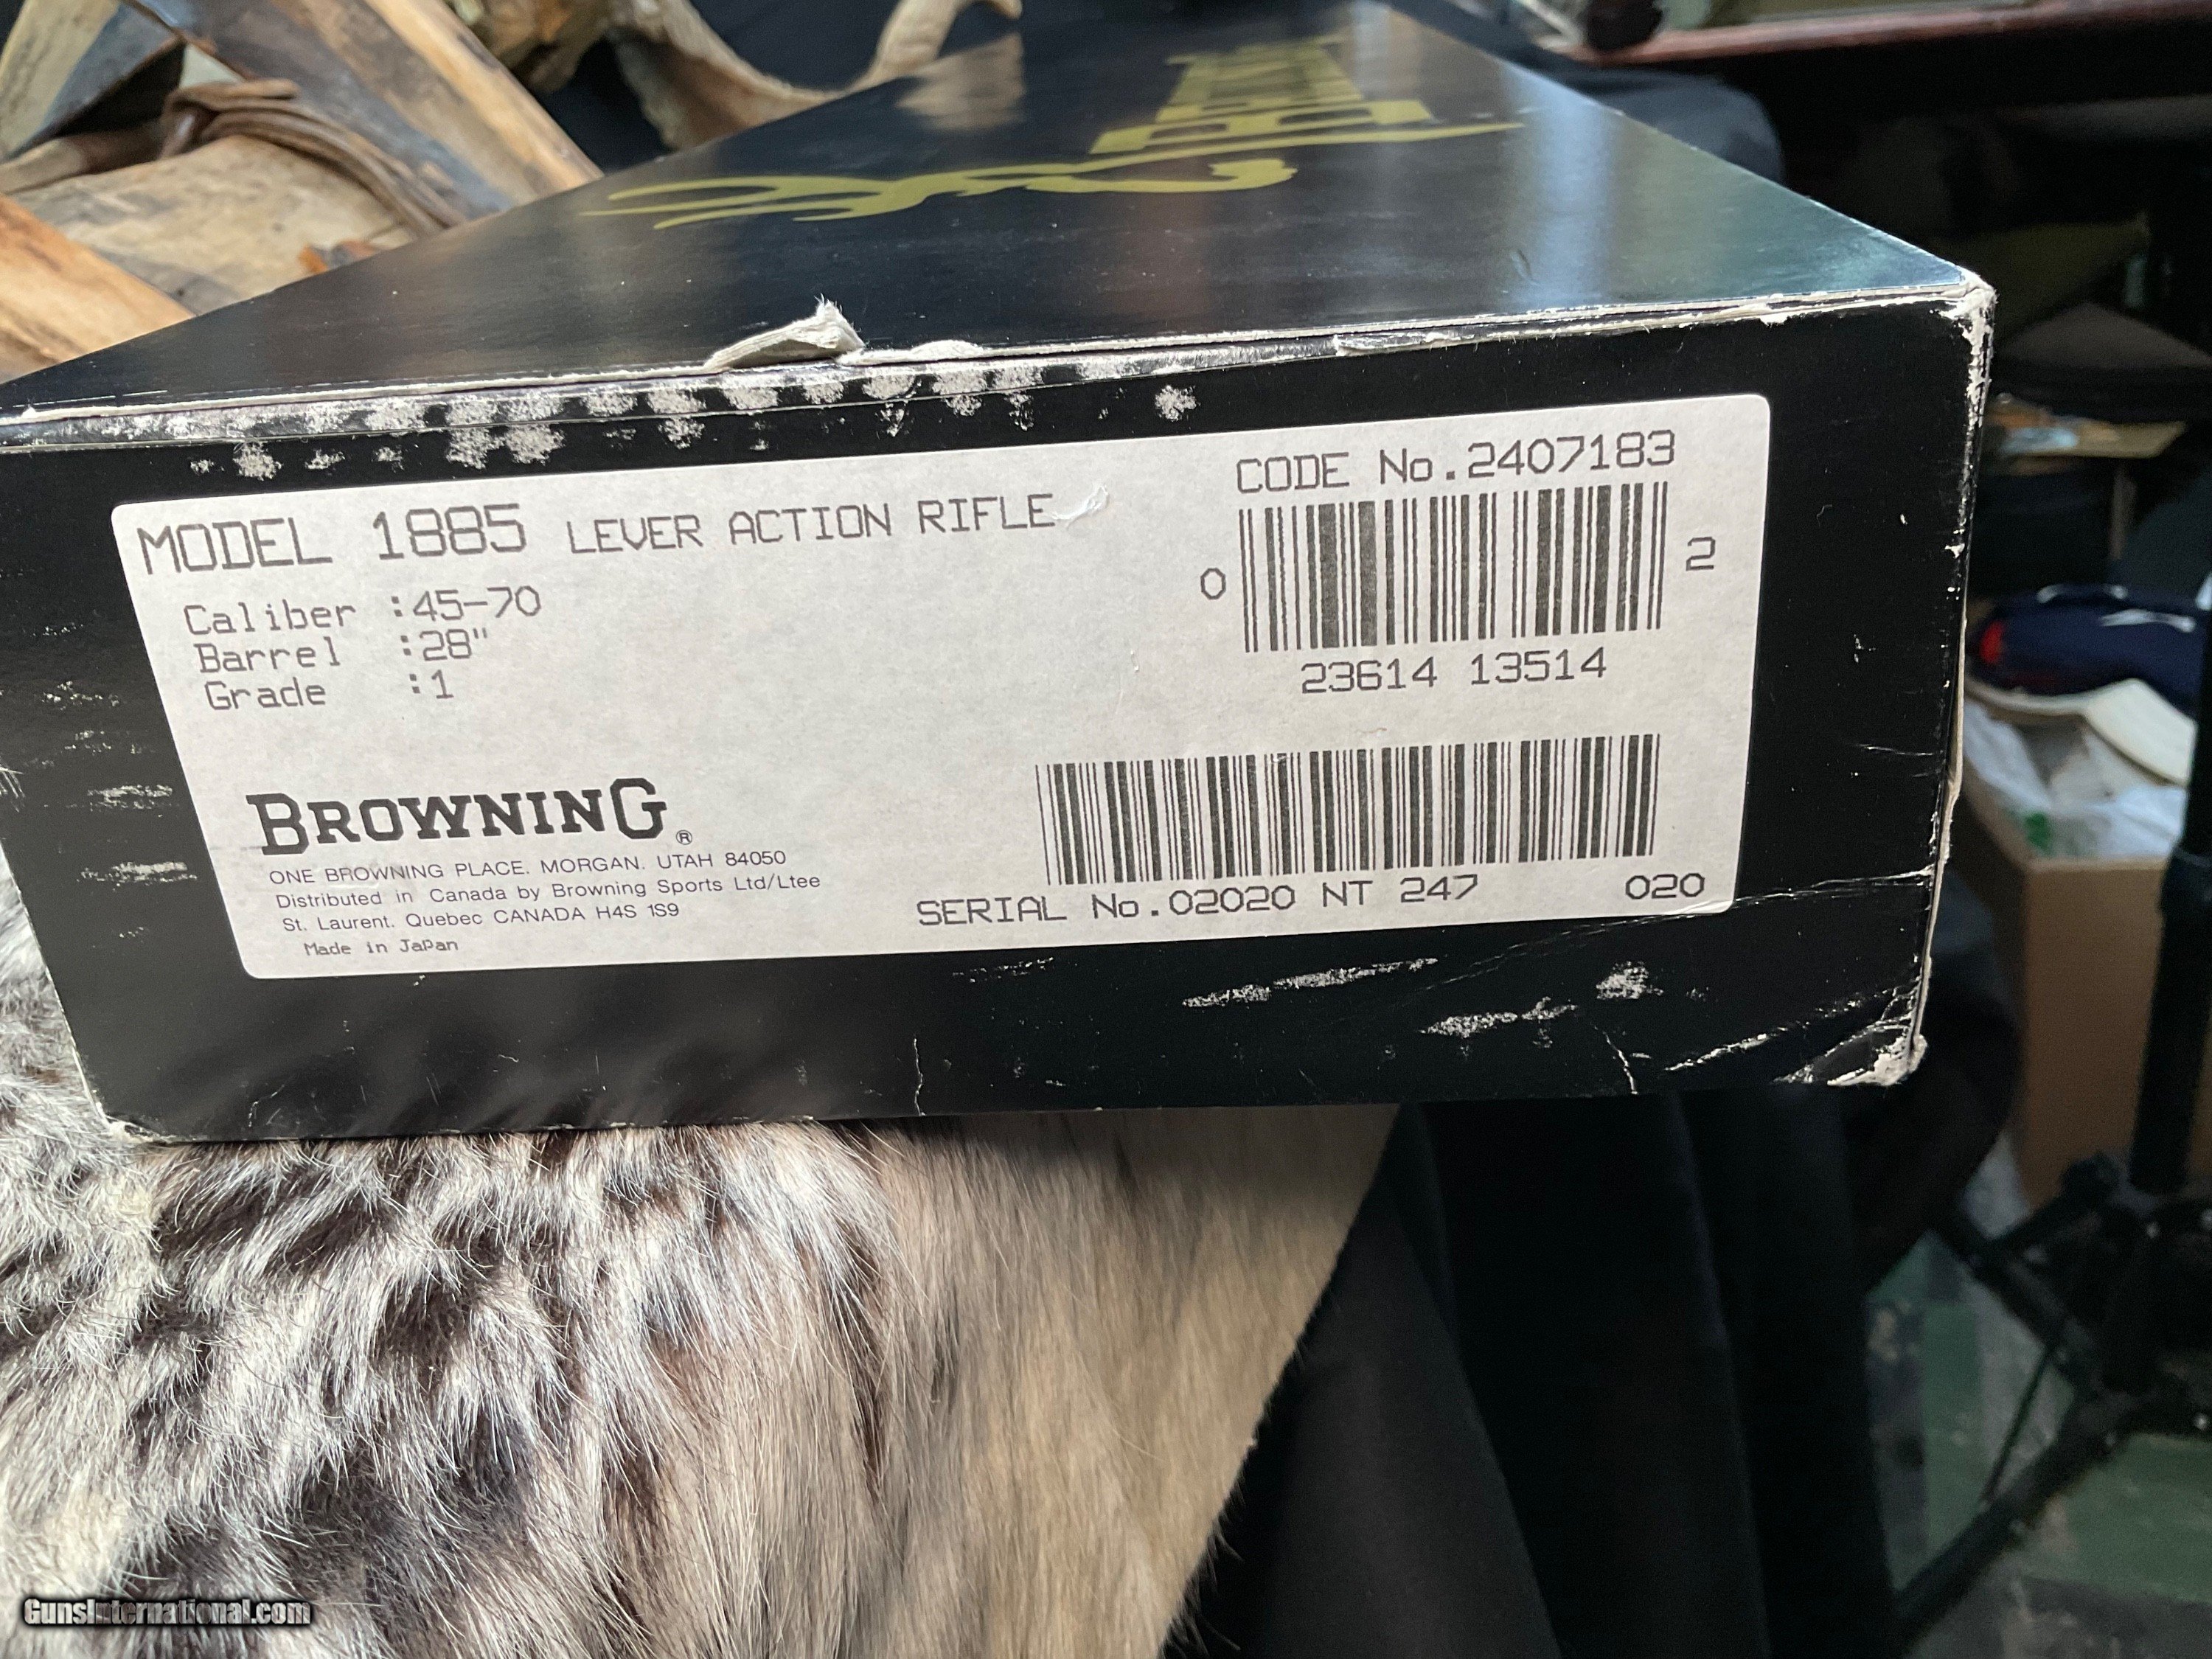 MODEL 1885 LEVER ACTION RIFLE
Caliber :45-70
Barrel :28"
Grade :1
CODE No.2407183
0 2
23614 13514
BROWNING®
ONE BROWNING PLACE. MORGAN. UTAH 84050
Distributed in Canada by Browning Sports Ltd/Ltee
St. Laurent. Quebec CANADA H4S 1S9
Made in Japan
SERIAL No.02020 NT 247 020
GunsInternational.com